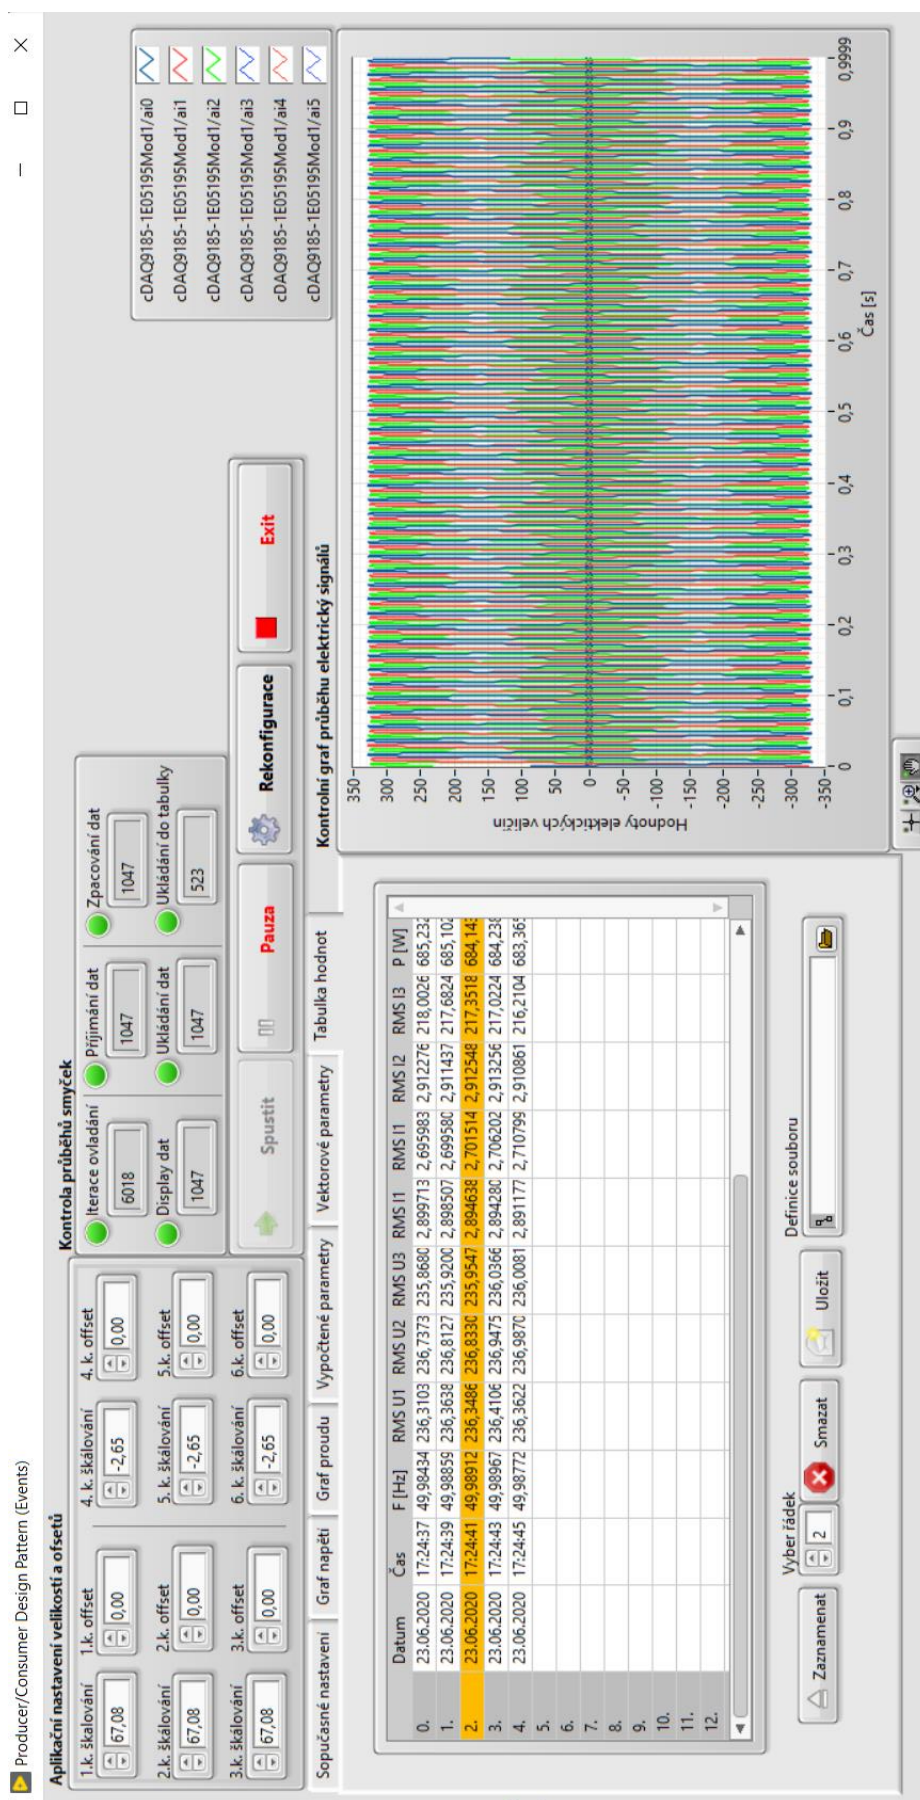 Producer/Consumer Design Pattern (Events)
Aplikační nastavení velikostí a ofsetů
1.k. škalování 1.k. offset 4. k. škálování 4. k. offset
67,08 0,00 -2,65 0,00
2.k. škálování 2.k. offset 5. k. škálování 5.k. offset
67,08 0,00 -2,65 0,00
3.k. škálování 3.k. offset 6. k. škálování 6.k. offset
67,08 0,00 -2,65 0,00
Kontrola průběhů smyček
Iterace ovladání Příjimání dat Zpacování dat
6018 1047 1047
Display dat Ukládání dat Ukládání do tabulky
1047 1047 523
Spustit Pauza Rekonfigurace Exit
cDAQ9185-1E05195Mod1/ai0
cDAQ9185-1E05195Mod1/ai1
cDAQ9185-1E05195Mod1/ai2
cDAQ9185-1E05195Mod1/ai3
cDAQ9185-1E05195Mod1/ai4
cDAQ9185-1E05195Mod1/ai5
Sopučasné nastavení Graf napětí Graf proudu Vypočtené parametry Vektorové parametry Tabulka hodnot
Datum Čas F [Hz] RMS U1 RMS U2 RMS U3 RMS I1 RMS I1 RMS I2 RMS I3 P [W]
0. 23.06.2020 17:24:37 49,98434 236,3103 236,7373 235,8680 2,899713 2,695983 2,912276 218,0026 685,232
1. 23.06.2020 17:24:39 49,98859 236,3638 236,8127 235,9200 2,898507 2,699580 2,911437 217,6824 685,102
2. 23.06.2020 17:24:41 49,98912 236,3486 236,8330 235,9547 2,894638 2,701514 2,912548 217,3518 684,143
3. 23.06.2020 17:24:43 49,98967 236,4106 236,9475 236,0366 2,894280 2,706202 2,913256 217,0224 684,238
4. 23.06.2020 17:24:45 49,98772 236,3622 236,9870 236,0081 2,891177 2,710799 2,910861 216,2104 683,365
5.
6.
7.
8.
9.
10.
11.
12.
Zaznamenat
Vyber řádek
2
Smazat
Uložit
Definice souboru
Kontrolní graf průběhu elektrický signálů
Hodnoty elektických veličin
350
300
250
200
150
100
50
0
-50
-100
-150
-200
-250
-300
-350
0 0,1 0,2 0,3 0,4 0,5 0,6 0,7 0,8 0,9 0,9999
Čas [s]